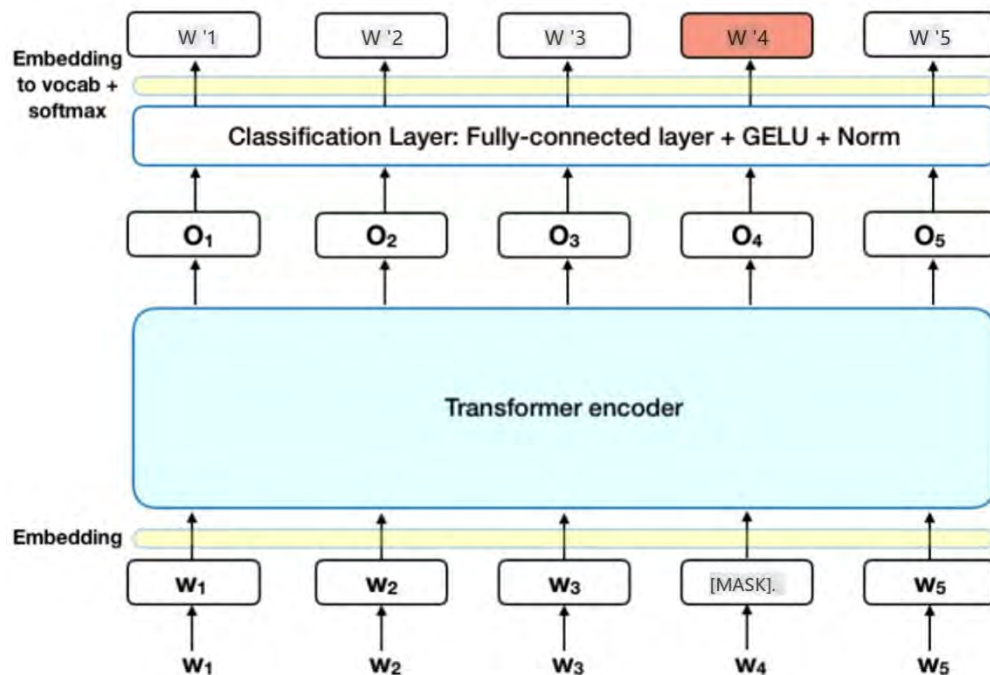 W '1 W '2 W '3 W '4 W '5
Embedding
to vocab +
softmax
Classification Layer: Fully-connected layer + GELU + Norm
O₁ O₂ O₃ O₄ O₅
Transformer encoder
Embedding
W₁ W₂ W₃ [MASK]. W₅
W₁ W₂ W₃ W₄ W₅